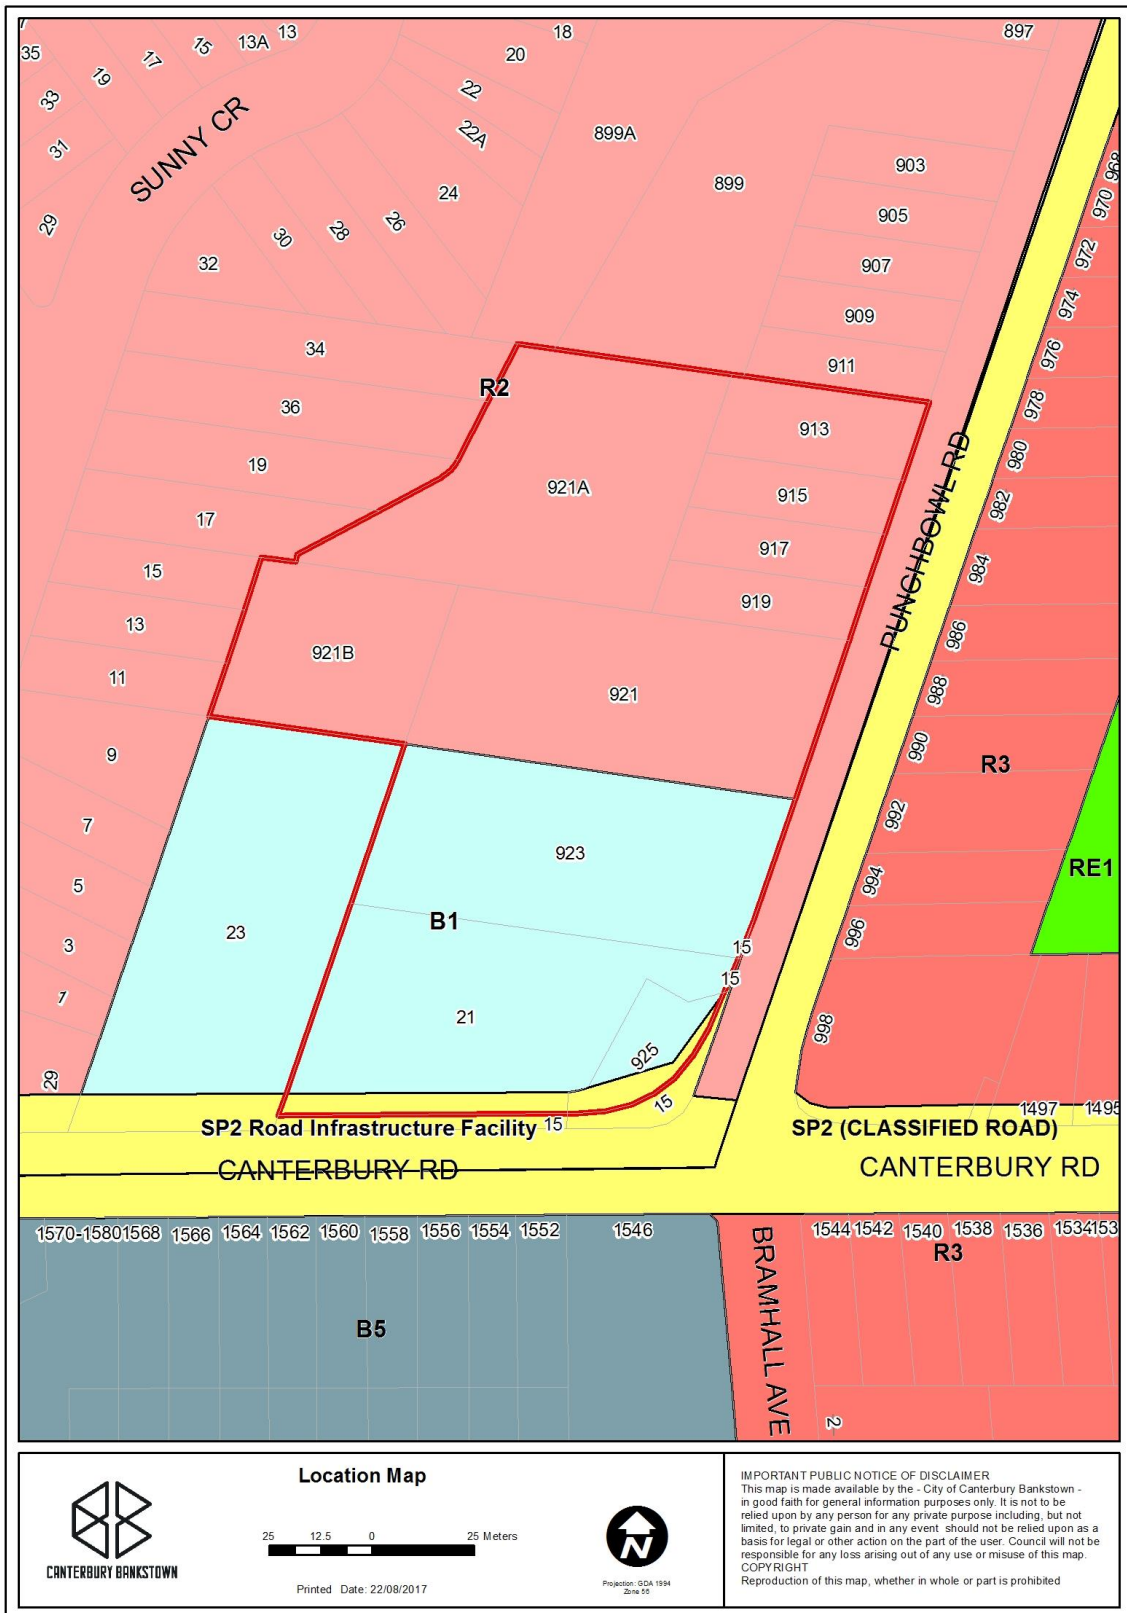 35
19
17
15
13A
13
18
20
897
33
22
22A
899A
31
SUNNY CR
24
899
903
968
29
30
28
26
905
970
32
907
972
909
974
34
911
976
R2
36
913
978
19
921A
915
980
17
917
982
PUNCHBOWL RD
15
919
984
13
921B
986
11
921
988
9
990
R3
7
992
923
RE1
5
994
3
23
B1
15
996
1
15
21
925
998
29
15
1497
1495
SP2 Road Infrastructure Facility
15
SP2 (CLASSIFIED ROAD)
CANTERBURY RD
CANTERBURY RD
1570-1580
1568
1566
1564
1562
1560
1558
1556
1554
1552
1546
1544
1542
1540
1538
1536
1534
153
BRAMHALL AVE
R3
B5
2
Location Map
25 12.5 0 25 Meters
CANTERBURY BANKSTOWN
Printed Date: 22/08/2017
N
Projection: GDA 1994
Zone 56
IMPORTANT PUBLIC NOTICE OF DISCLAIMER
This map is made available by the - City of Canterbury Bankstown -
in good faith for general information purposes only. It is not to be
relied upon by any person for any private purpose including, but not
limited, to private gain and in any event should not be relied upon as a
basis for legal or other action on the part of the user. Council will not be
responsible for any loss arising out of any use or misuse of this map.
COPYRIGHT
Reproduction of this map, whether in whole or part is prohibited